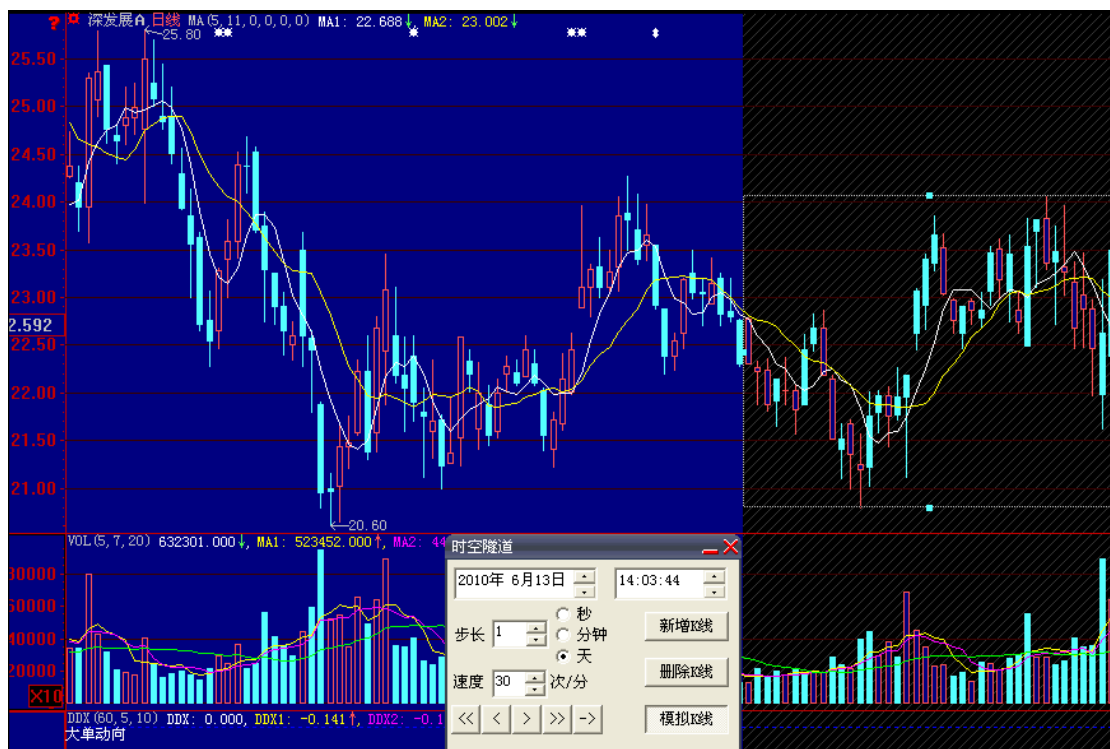 ? 深发展A 日线 MA(5,11,0,0,0,0) MA1: 22.688↓ MA2: 23.002↓
25.80
25.50
25.00
24.50
24.00
23.50
23.00
2.592
22.50
22.00
21.50
21.00
20.60
VOL(5,7,20) 632301.000↓, MA1: 523452.000↑, MA2: 44
80000
60000
40000
20000
X10
DDX(60,5,10) DDX: 0.000, DDX1: -0.141↑, DDX2: -0.1
大单动向
时空隧道
2010年 6月13日 14:03:44
秒
步长 1 分钟
天
速度 30 次/分
新增K线
删除K线
模拟K线
<< < > >> ->